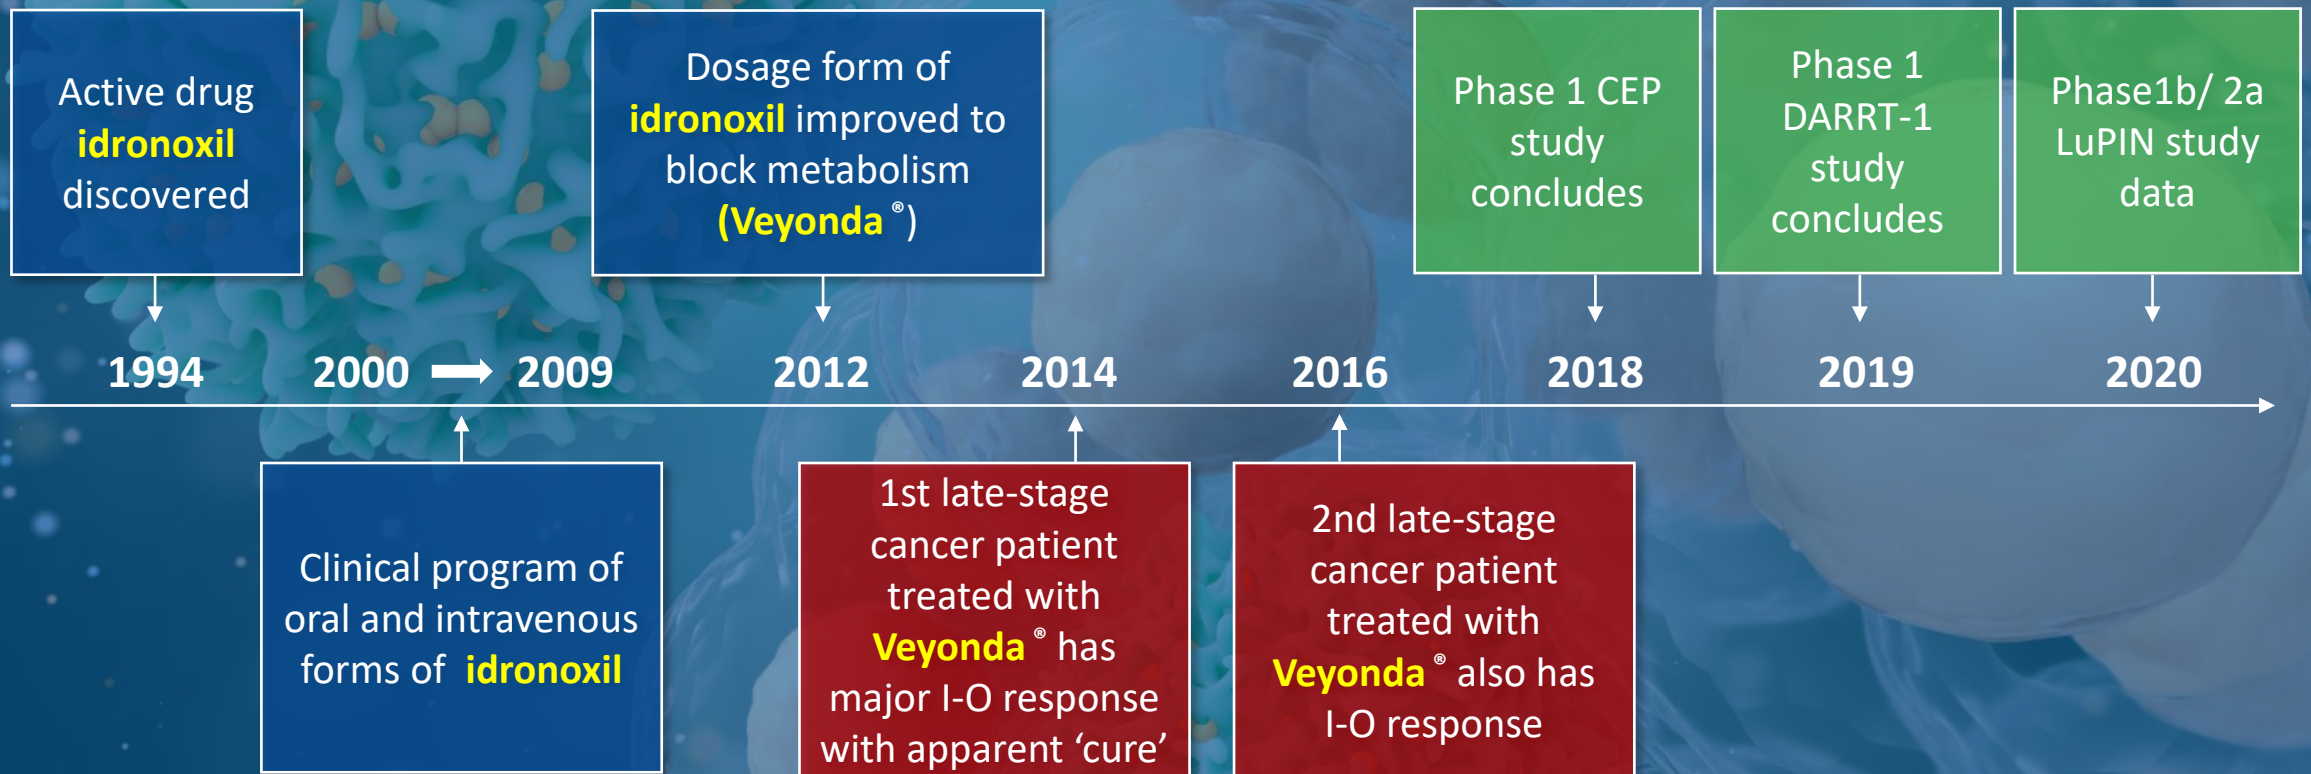 Active drug
idronoxil
discovered
Dosage form of
idronoxil improved to
block metabolism
(Veyonda®)
Phase 1 CEP
study
concludes
Phase 1
DARRT-1
study
concludes
Phase1b/ 2a
LuPIN study
data
1994
2000
2009
2012
2014
2016
2018
2019
2020
Clinical program of
oral and intravenous
forms of idronoxil
1st late-stage
cancer patient
treated with
Veyonda® has
major I-O response
with apparent ‘cure’
2nd late-stage
cancer patient
treated with
Veyonda® also has
I-O response